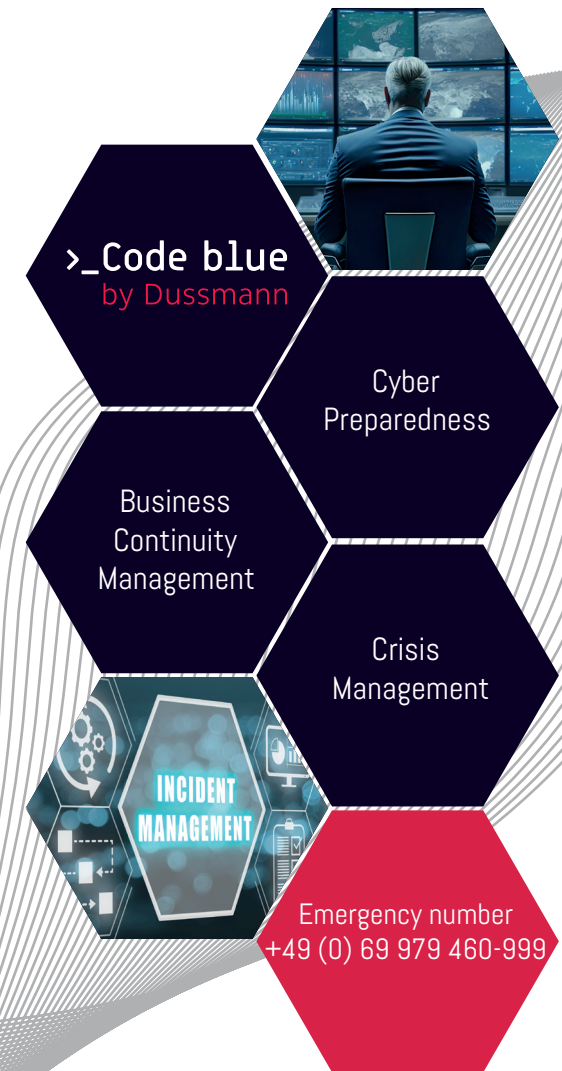 >_Code blue
by Dussmann
Cyber
Preparedness
Business
Continuity
Management
Crisis
Management
INCIDENT
MANAGEMENT
Emergency number
+49 (0) 69 979 460-999